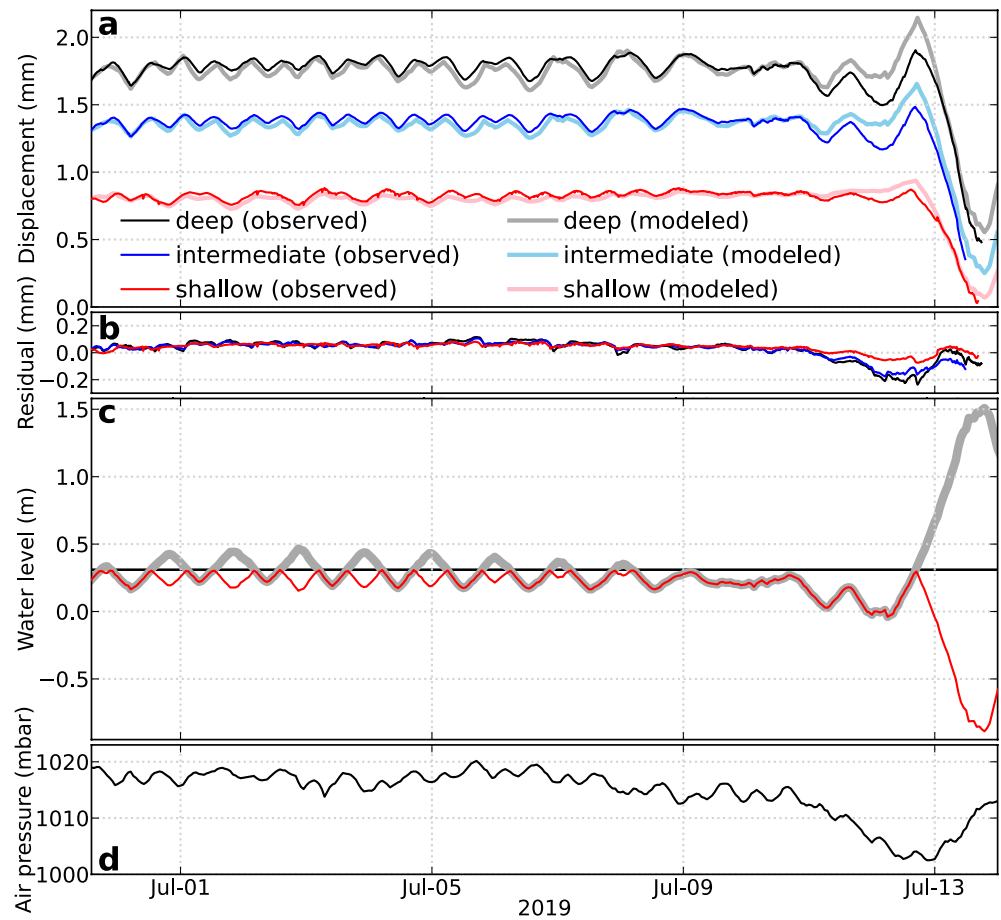 a
Displacement (mm)
2.0
1.5
1.0
0.5
0.0
deep (observed)
deep (modeled)
intermediate (observed)
intermediate (modeled)
shallow (observed)
shallow (modeled)
b
Residual (mm)
0.2
0.0
−0.2
c
Water level (m)
1.5
1.0
0.5
0.0
−0.5
d
Air pressure (mbar)
1020
1010
1000
Jul-01
Jul-05
Jul-09
Jul-13
2019